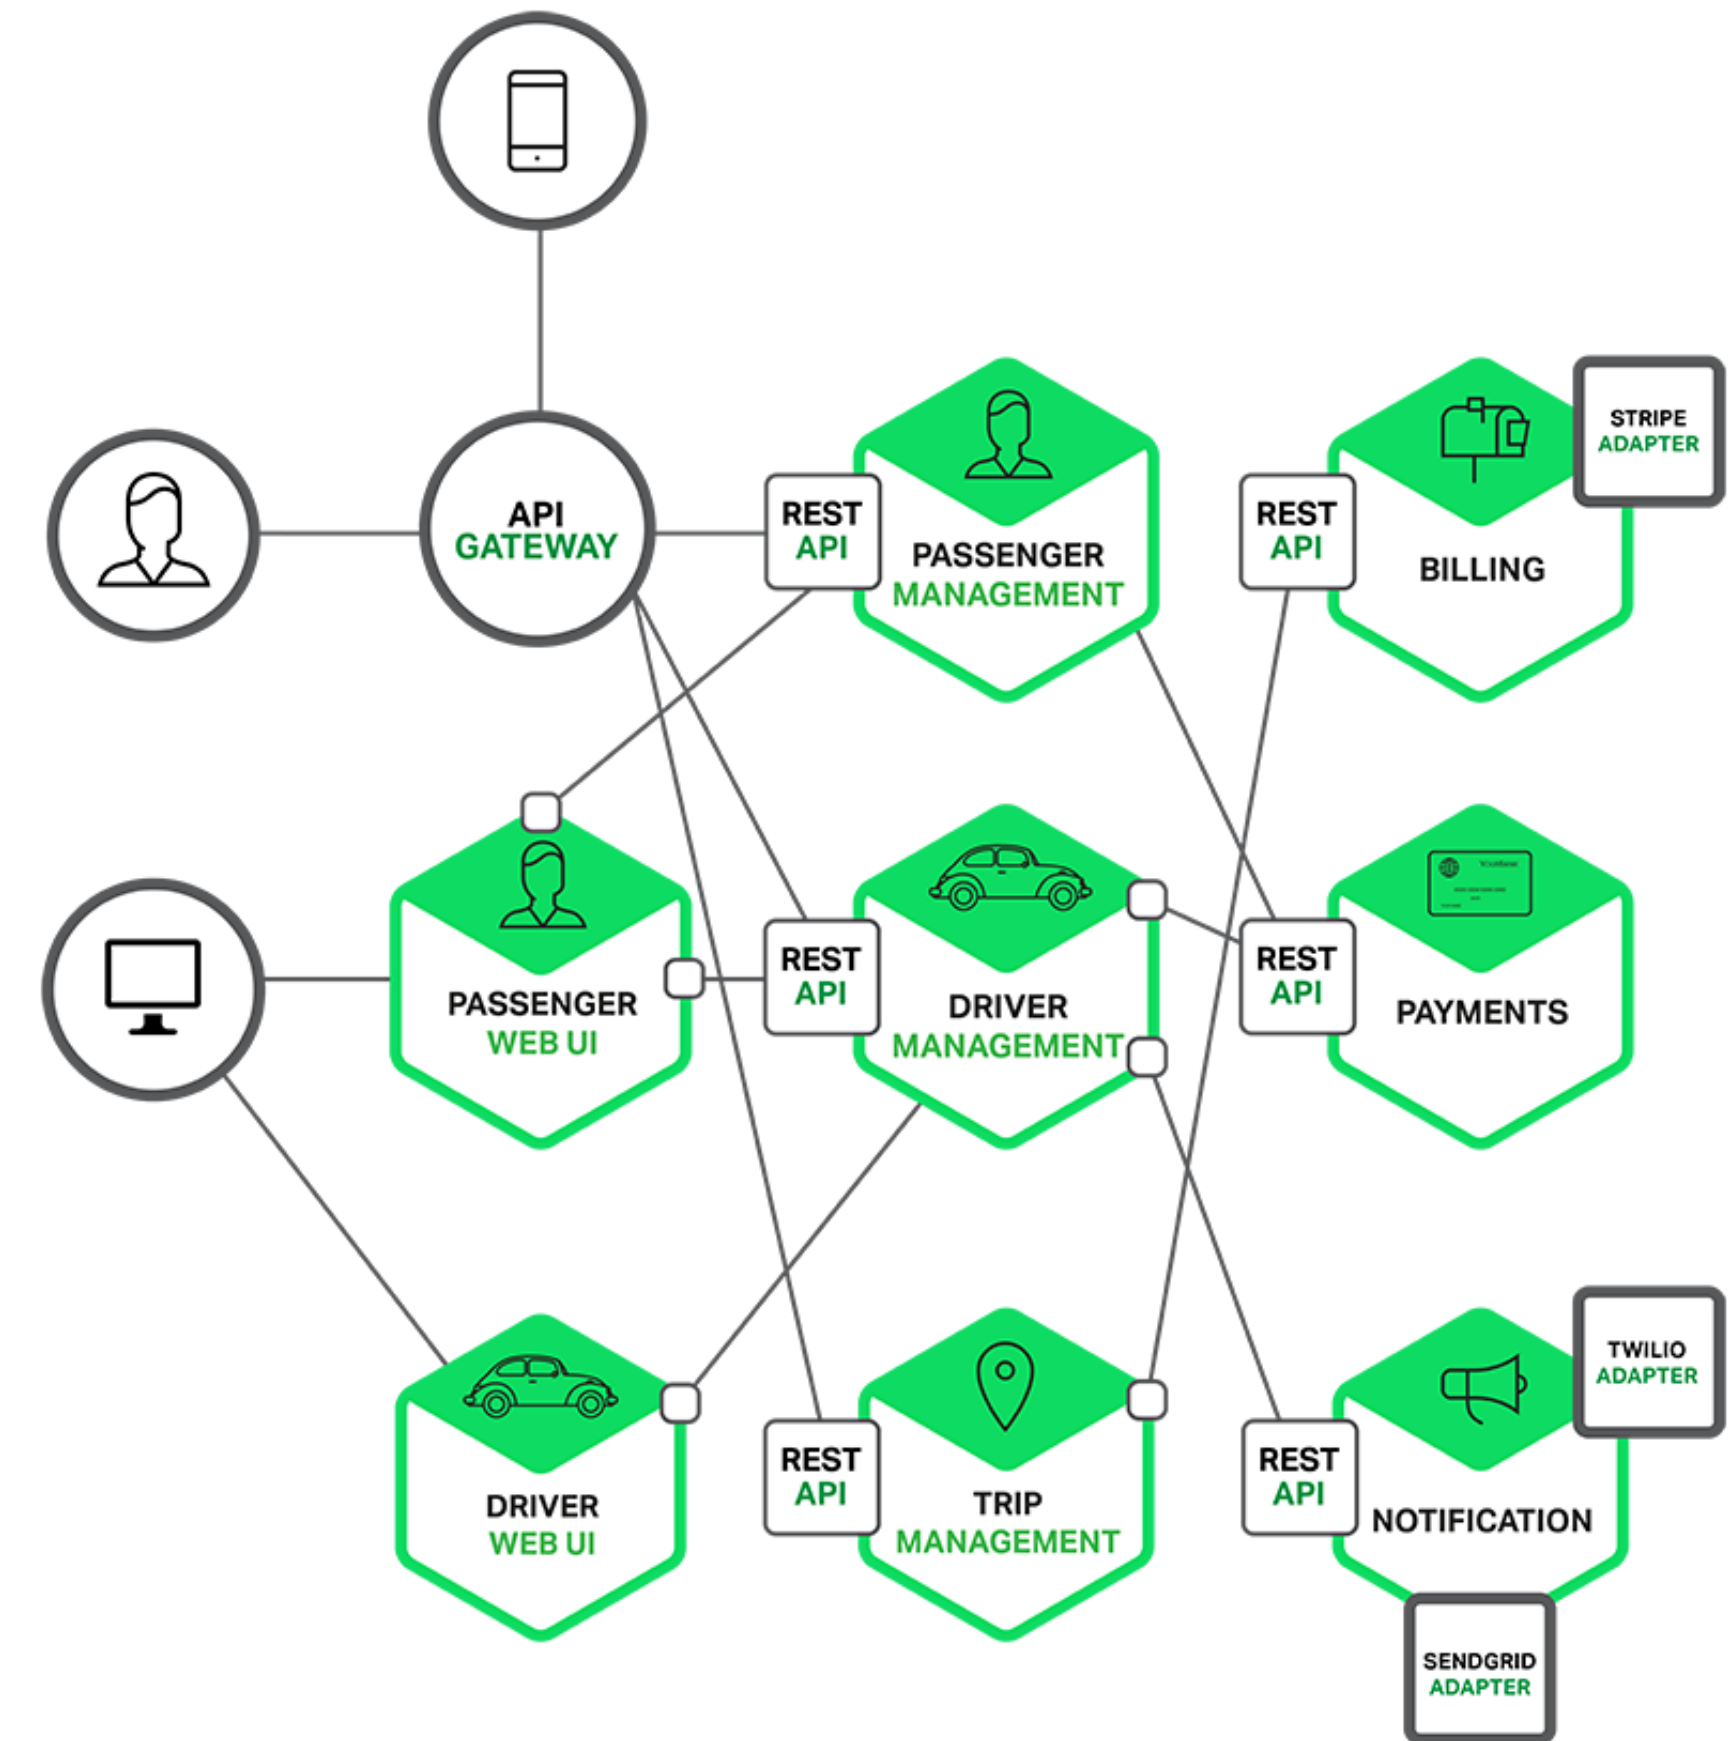 API
GATEWAY
REST
API
PASSENGER
MANAGEMENT
REST
API
BILLING
STRIPE
ADAPTER
PASSENGER
WEB UI
REST
API
DRIVER
MANAGEMENT
REST
API
PAYMENTS
DRIVER
WEB UI
REST
API
TRIP
MANAGEMENT
REST
API
NOTIFICATION
TWILIO
ADAPTER
SENDGRID
ADAPTER